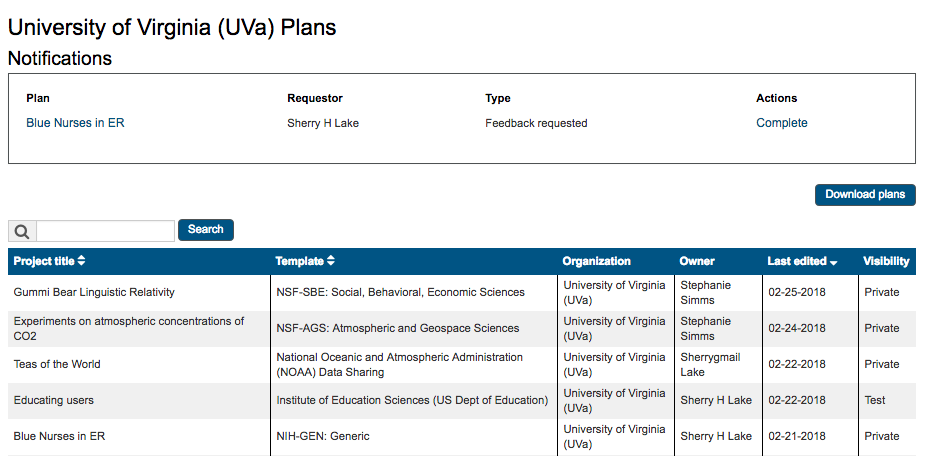 University of Virginia (UVa) Plans
Notifications
Plan Requestor Type Actions
Blue Nurses in ER Sherry H Lake Feedback requested Complete
Download plans
Search
Project title Template Organization Owner Last edited Visibility
Gummi Bear Linguistic Relativity NSF-SBE: Social, Behavioral, Economic Sciences University of Virginia (UVa) Stephanie Simms 02-25-2018 Private
Experiments on atmospheric concentrations of CO2 NSF-AGS: Atmospheric and Geospace Sciences University of Virginia (UVa) Stephanie Simms 02-24-2018 Private
Teas of the World National Oceanic and Atmospheric Administration (NOAA) Data Sharing University of Virginia (UVa) Sherrygmail Lake 02-22-2018 Private
Educating users Institute of Education Sciences (US Dept of Education) University of Virginia (UVa) Sherry H Lake 02-22-2018 Test
Blue Nurses in ER NIH-GEN: Generic University of Virginia (UVa) Sherry H Lake 02-21-2018 Private